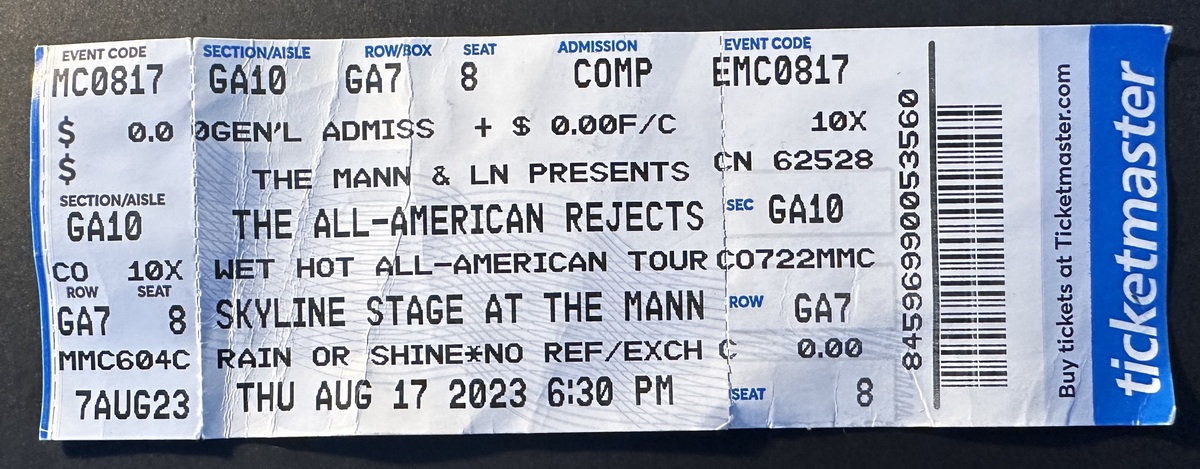 EVENT CODE
MC0817
$ 0.0
$
SECTION/AISLE
GA10
CO 10X
ROW SEAT
GA7 8
MMC604C
7AUG23
SECTION/AISLE ROW/BOX SEAT ADMISSION
GA10 GA7 8 COMP
0GEN'L ADMISS + $ 0.00F/C
THE MANN & LN PRESENTS
THE ALL-AMERICAN REJECTS
WET HOT ALL-AMERICAN TOUR
SKYLINE STAGE AT THE MANN
RAIN OR SHINE*NO REF/EXCH
THU AUG 17 2023 6:30 PM
EVENT CODE
EMC0817
10X
CN 62528
SEC GA10
CO722MMC
ROW GA7
C 0.00
SEAT 8
845969900053560
Buy tickets at Ticketmaster.com
ticketmaster